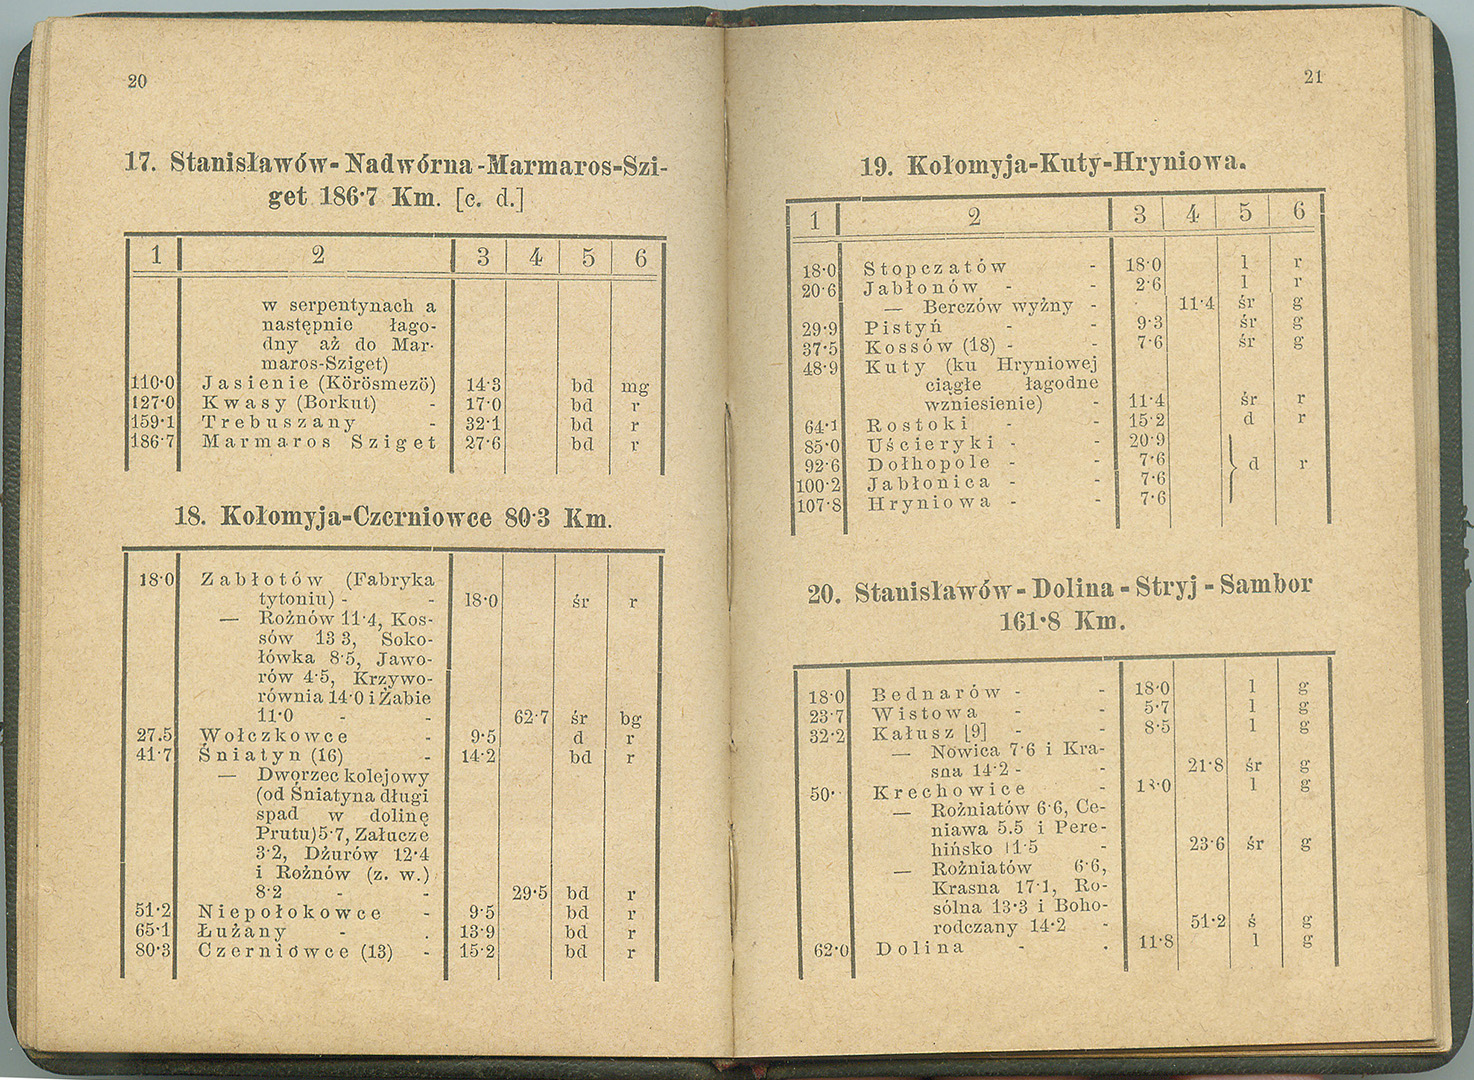 20
17. Stanisławów-Nadwórna-Marmaros-Szi-
get 186·7 Km. [c. d.]
1 2 3 4 5 6
w serpentynach a
następnie łago-
dny aż do Mar-
maros-Sziget)
110·0 Jasienie (Körösmezö) 14·3 bd mg
127·0 Kwasy (Borkut) - 17·0 bd r
159·1 Trebuszany - 32·1 bd r
186·7 Marmaros Sziget 27·6 bd r
18. Kołomyja-Czerniowce 80·3 Km.
18·0 Zabłotów (Fabryka
tytoniu) - - 18·0 śr r
— Rożnów 11·4, Kos-
sów 13 3, Soko-
łówka 8·5, Jawo-
rów 4·5, Krzywo-
równia 14·0 i Żabie
11·0 - - 62·7 śr bg
27.5 Wołczkowce - 9·5 d r
41·7 Śniatyn (16) - 14·2 bd r
— Dworzec kolejowy
(od Śniatyna długi
spad w dolinę
Prutu) 5·7, Załucze
3·2, Dżurów 12·4
i Rożnów (z. w.)
8·2 - - 29·5 bd r
51·2 Niepołokowce - 9·5 bd r
65·1 Łużany - . 13·9 bd r
80·3 Czerniowce (13) - 15·2 bd r
21
19. Kołomyja-Kuty-Hryniowa.
1 2 3 4 5 6
18·0 Stopczatów - 18·0 l r
20·6 Jabłonów - - 2·6 l r
— Berezów wyżny - · 11·4 śr g
29·9 Pistyń - - 9·3 śr g
37·5 Kossów (18) - - 7·6 śr g
48·9 Kuty (ku Hryniowej
ciągłe łagodne
wzniesienie) - 11·4 śr r
64·1 Rostoki - - 15·2 d r
85·0 Uścieryki - - 20·9
92·6 Dołhopole - - 7·6 } d r
100·2 Jabłonica - - 7·6
107·8 Hryniowa - - 7·6
20. Stanisławów-Dolina-Stryj-Sambor
161·8 Km.
18·0 Bednarów - - 18·0 l g
23·7 Wistowa - 5·7 l g
32·2 Kałusz [9] - - 8·5 l g
— Nowica 7·6 i Kra-
sna 14·2 - - 21·8 śr g
50· Krechowice - 18·0 l g
— Rożniatów 6·6, Ce-
niawa 5.5 i Pere-
hińsko 11·5 - 23·6 śr g
— Rożniatów 6·6,
Krasna 17·1, Ro-
sólna 13·3 i Boho-
rodczany 14·2 - 51·2 ś g
62·0 Dolina - . 11·8 l g